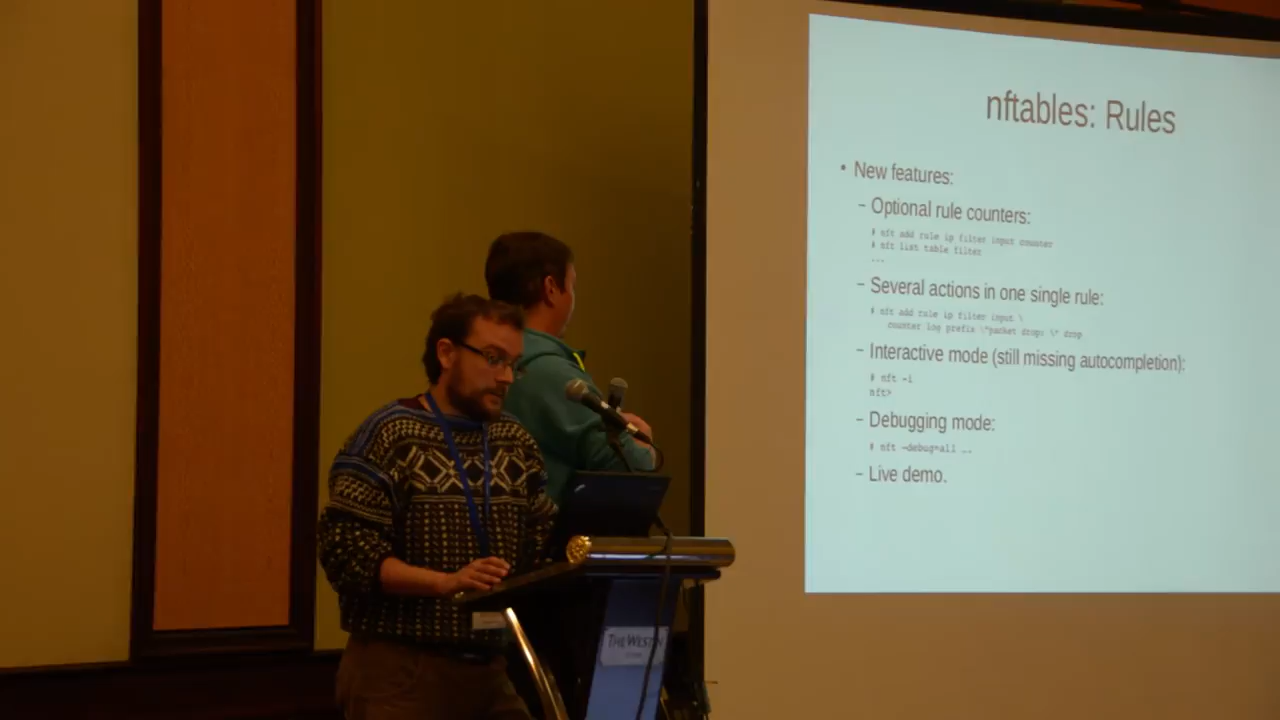 nftables: Rules
• New features:
– Optional rule counters:
# nft add rule ip filter input counter
# nft list table filter
...
– Several actions in one single rule:
# nft add rule ip filter input \
counter log prefix \"packet drop: \" drop
– Interactive mode (still missing autocompletion):
# nft -i
nft>
– Debugging mode:
# nft -debug=all ..
– Live demo.
THE WESTIN